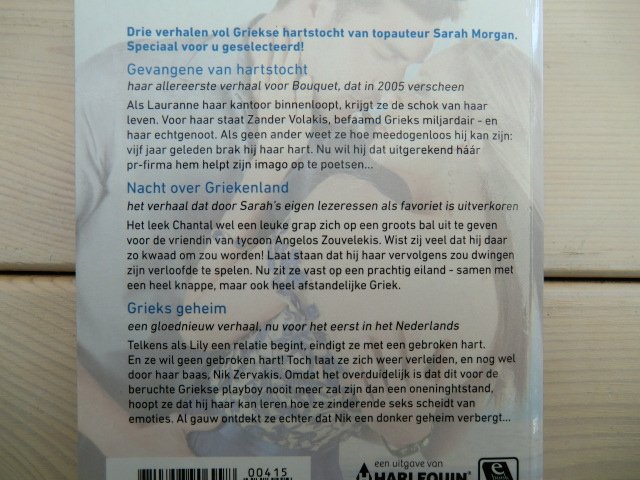 Drie verhalen vol Griekse hartstocht van topauteur Sarah Morgan.
Speciaal voor u geselecteerd!
Gevangene van hartstocht
haar allereerste verhaal voor Bouquet, dat in 2005 verscheen
Als Lauranne haar kantoor binnenloopt, krijgt ze de schok van haar
leven. Voor haar staat Zander Volakis, befaamd Grieks miljardair - en
haar echtgenoot. Als geen ander weet ze hoe meedogenloos hij kan zijn:
vijf jaar geleden brak hij haar hart. Nu wil hij dat uitgerekend háár
pr-firma hem helpt zijn imago op te poetsen...
Nacht over Griekenland
het verhaal dat door Sarah's eigen lezeressen als favoriet is uitverkoren
Het leek Chantal wel een leuke grap zich op een groots bal uit te geven
voor de vriendin van tycoon Angelos Zouvelekis. Wist zij veel dat hij daar
zo kwaad om zou worden! Laat staan dat hij haar vervolgens zou dwingen
zijn verloofde te spelen. Nu zit ze vast op een prachtig eiland - samen met
een heel knappe, maar ook heel afstandelijke Griek.
Grieks geheim
een gloednieuw verhaal, nu voor het eerst in het Nederlands
Telkens als Lily een relatie begint, eindigt ze met een gebroken hart.
En ze wil geen gebroken hart! Toch laat ze zich weer verleiden, en nog wel
door haar baas, Nik Zervakis. Omdat het overduidelijk is dat dit voor de
beruchte Griekse playboy nooit meer zal zijn dan een oneninghtstand,
hoopt ze dat hij haar kan leren hoe ze zinderende seks scheidt van
emoties. Al gauw ontdekt ze echter dat Nik een donker geheim verbergt...
00415
een uitgave van
HARLEQUIN®
e